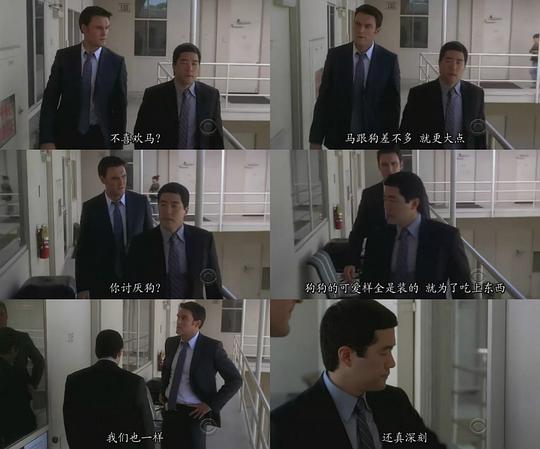 不喜欢马?
马跟狗差不多 就更大点
你讨厌狗?
狗狗的可爱样全是装的 就为了吃上东西
我们也一样
还真深刻